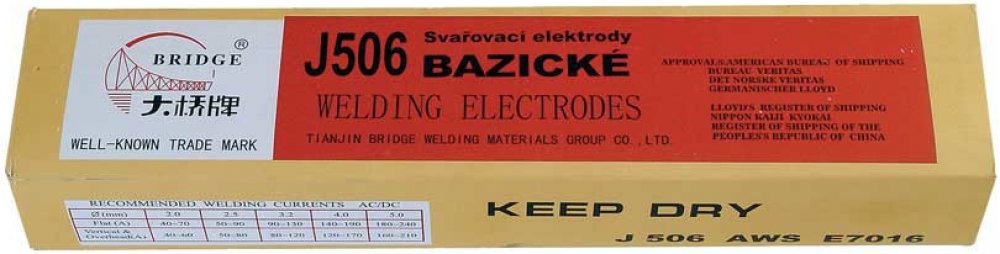 BRIDGE ®
大桥牌
WELL-KNOWN TRADE MARK
J506 Svařovací elektrody
BAZICKÉ
WELDING ELECTRODES
TIANJIN BRIDGE WELDING MATERIALS GROUP CO.,LTD.
APPROVALS:AMERICAN BUREAU OF SHIPPING
BUREAU VERITAS
DET NORSKE VERITAS
GERMANISCHER LLOYD
LLOYD'S REGISTER OF SHIPPING
NIPPON KAIJI KYOKAI
REGISTER OF SHIPPING OF THE
PEOPLE'S REPUBLIC OF CHINA
RECOMMENDED WELDING CURRENTS AC/DC
Ø(mm) 2.0 2.5 3.2 4.0 5.0
Flat(A) 40-70 50-90 90-130 140-190 180-240
Vertical & Overhead(A) 40-60 50-80 80-120 120-170 160-210
KEEP DRY
J 506 AWS E7016